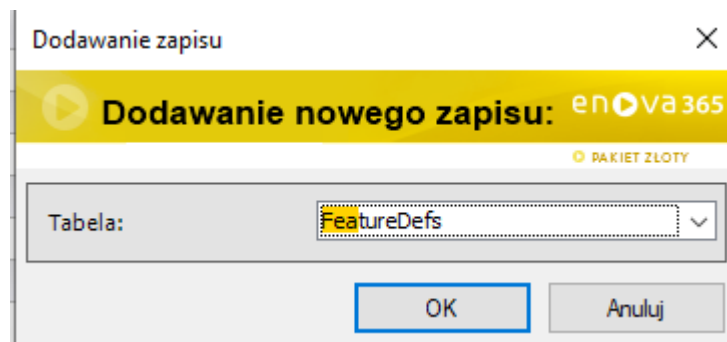 Dodawanie zapisu
Dodawanie nowego zapisu: enova365
PAKIET ZŁOTY
Tabela: FeatureDefs
OK Anuluj